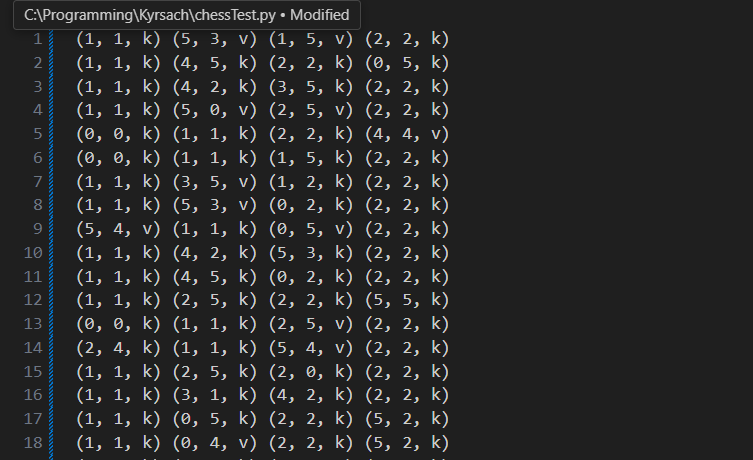 C:\Programming\Kyrsach\chessTest.py • Modified
1 (1, 1, k) (5, 3, v) (1, 5, v) (2, 2, k)
2 (1, 1, k) (4, 5, k) (2, 2, k) (0, 5, k)
3 (1, 1, k) (4, 2, k) (3, 5, k) (2, 2, k)
4 (1, 1, k) (5, 0, v) (2, 5, v) (2, 2, k)
5 (0, 0, k) (1, 1, k) (2, 2, k) (4, 4, v)
6 (0, 0, k) (1, 1, k) (1, 5, k) (2, 2, k)
7 (1, 1, k) (3, 5, v) (1, 2, k) (2, 2, k)
8 (1, 1, k) (5, 3, v) (0, 2, k) (2, 2, k)
9 (5, 4, v) (1, 1, k) (0, 5, v) (2, 2, k)
10 (1, 1, k) (4, 2, k) (5, 3, k) (2, 2, k)
11 (1, 1, k) (4, 5, k) (0, 2, k) (2, 2, k)
12 (1, 1, k) (2, 5, k) (2, 2, k) (5, 5, k)
13 (0, 0, k) (1, 1, k) (2, 5, v) (2, 2, k)
14 (2, 4, k) (1, 1, k) (5, 4, v) (2, 2, k)
15 (1, 1, k) (2, 5, k) (2, 0, k) (2, 2, k)
16 (1, 1, k) (3, 1, k) (4, 2, k) (2, 2, k)
17 (1, 1, k) (0, 5, k) (2, 2, k) (5, 2, k)
18 (1, 1, k) (0, 4, v) (2, 2, k) (5, 2, k)